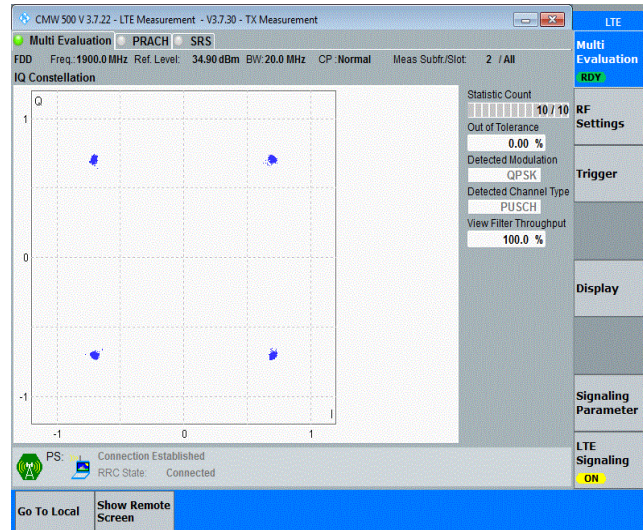 CMW 500 V 3.7.22 - LTE Measurement - V3.7.30 - TX Measurement
LTE
Multi Evaluation PRACH SRS
Multi
Evaluation
RDY
FDD Freq.: 1900.0 MHz Ref. Level: 34.90 dBm BW: 20.0 MHz CP : Normal Meas Subfr./Slot: 2 / All
IQ Constellation
Q
1
0
-1
I
-1 0 1
Statistic Count
10 / 10
Out of Tolerance
0.00 %
Detected Modulation
QPSK
Detected Channel Type
PUSCH
View Filter Throughput
100.0 %
RF
Settings
Trigger
Display
Signaling
Parameter
LTE
Signaling
ON
PS: Connection Established
RRC State: Connected
Go To Local
Show Remote
Screen